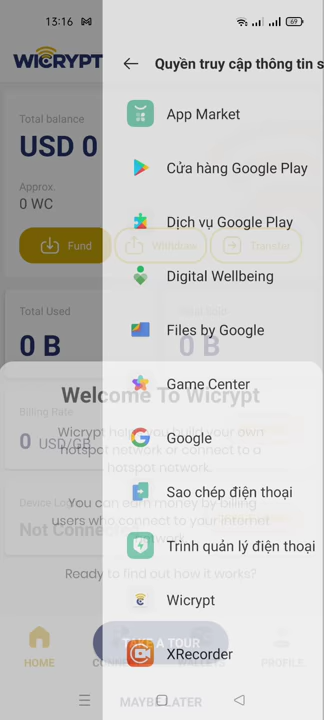 13:16
69
WICRYPT
Quyền truy cập thông tin s
Total balance
USD 0
Approx.
0 WC
Fund
Withdraw
Transfer
App Market
Cửa hàng Google Play
Dịch vụ Google Play
Digital Wellbeing
Files by Google
Game Center
Google
Sao chép điện thoại
Trình quản lý điện thoại
Wicrypt
XRecorder
Total Used
0 B
0 B
Welcome To Wicrypt
Billing Rate
0 USD/GB
Wicrypt helps you build your own
hotspot network or connect to a
hotspot network.
You can earn money by billing
users who connect to your internet
network.
Not Conne
Ready to find out how it works?
TAKE A TOUR
HOME
PROFILE
MAYBE LATER